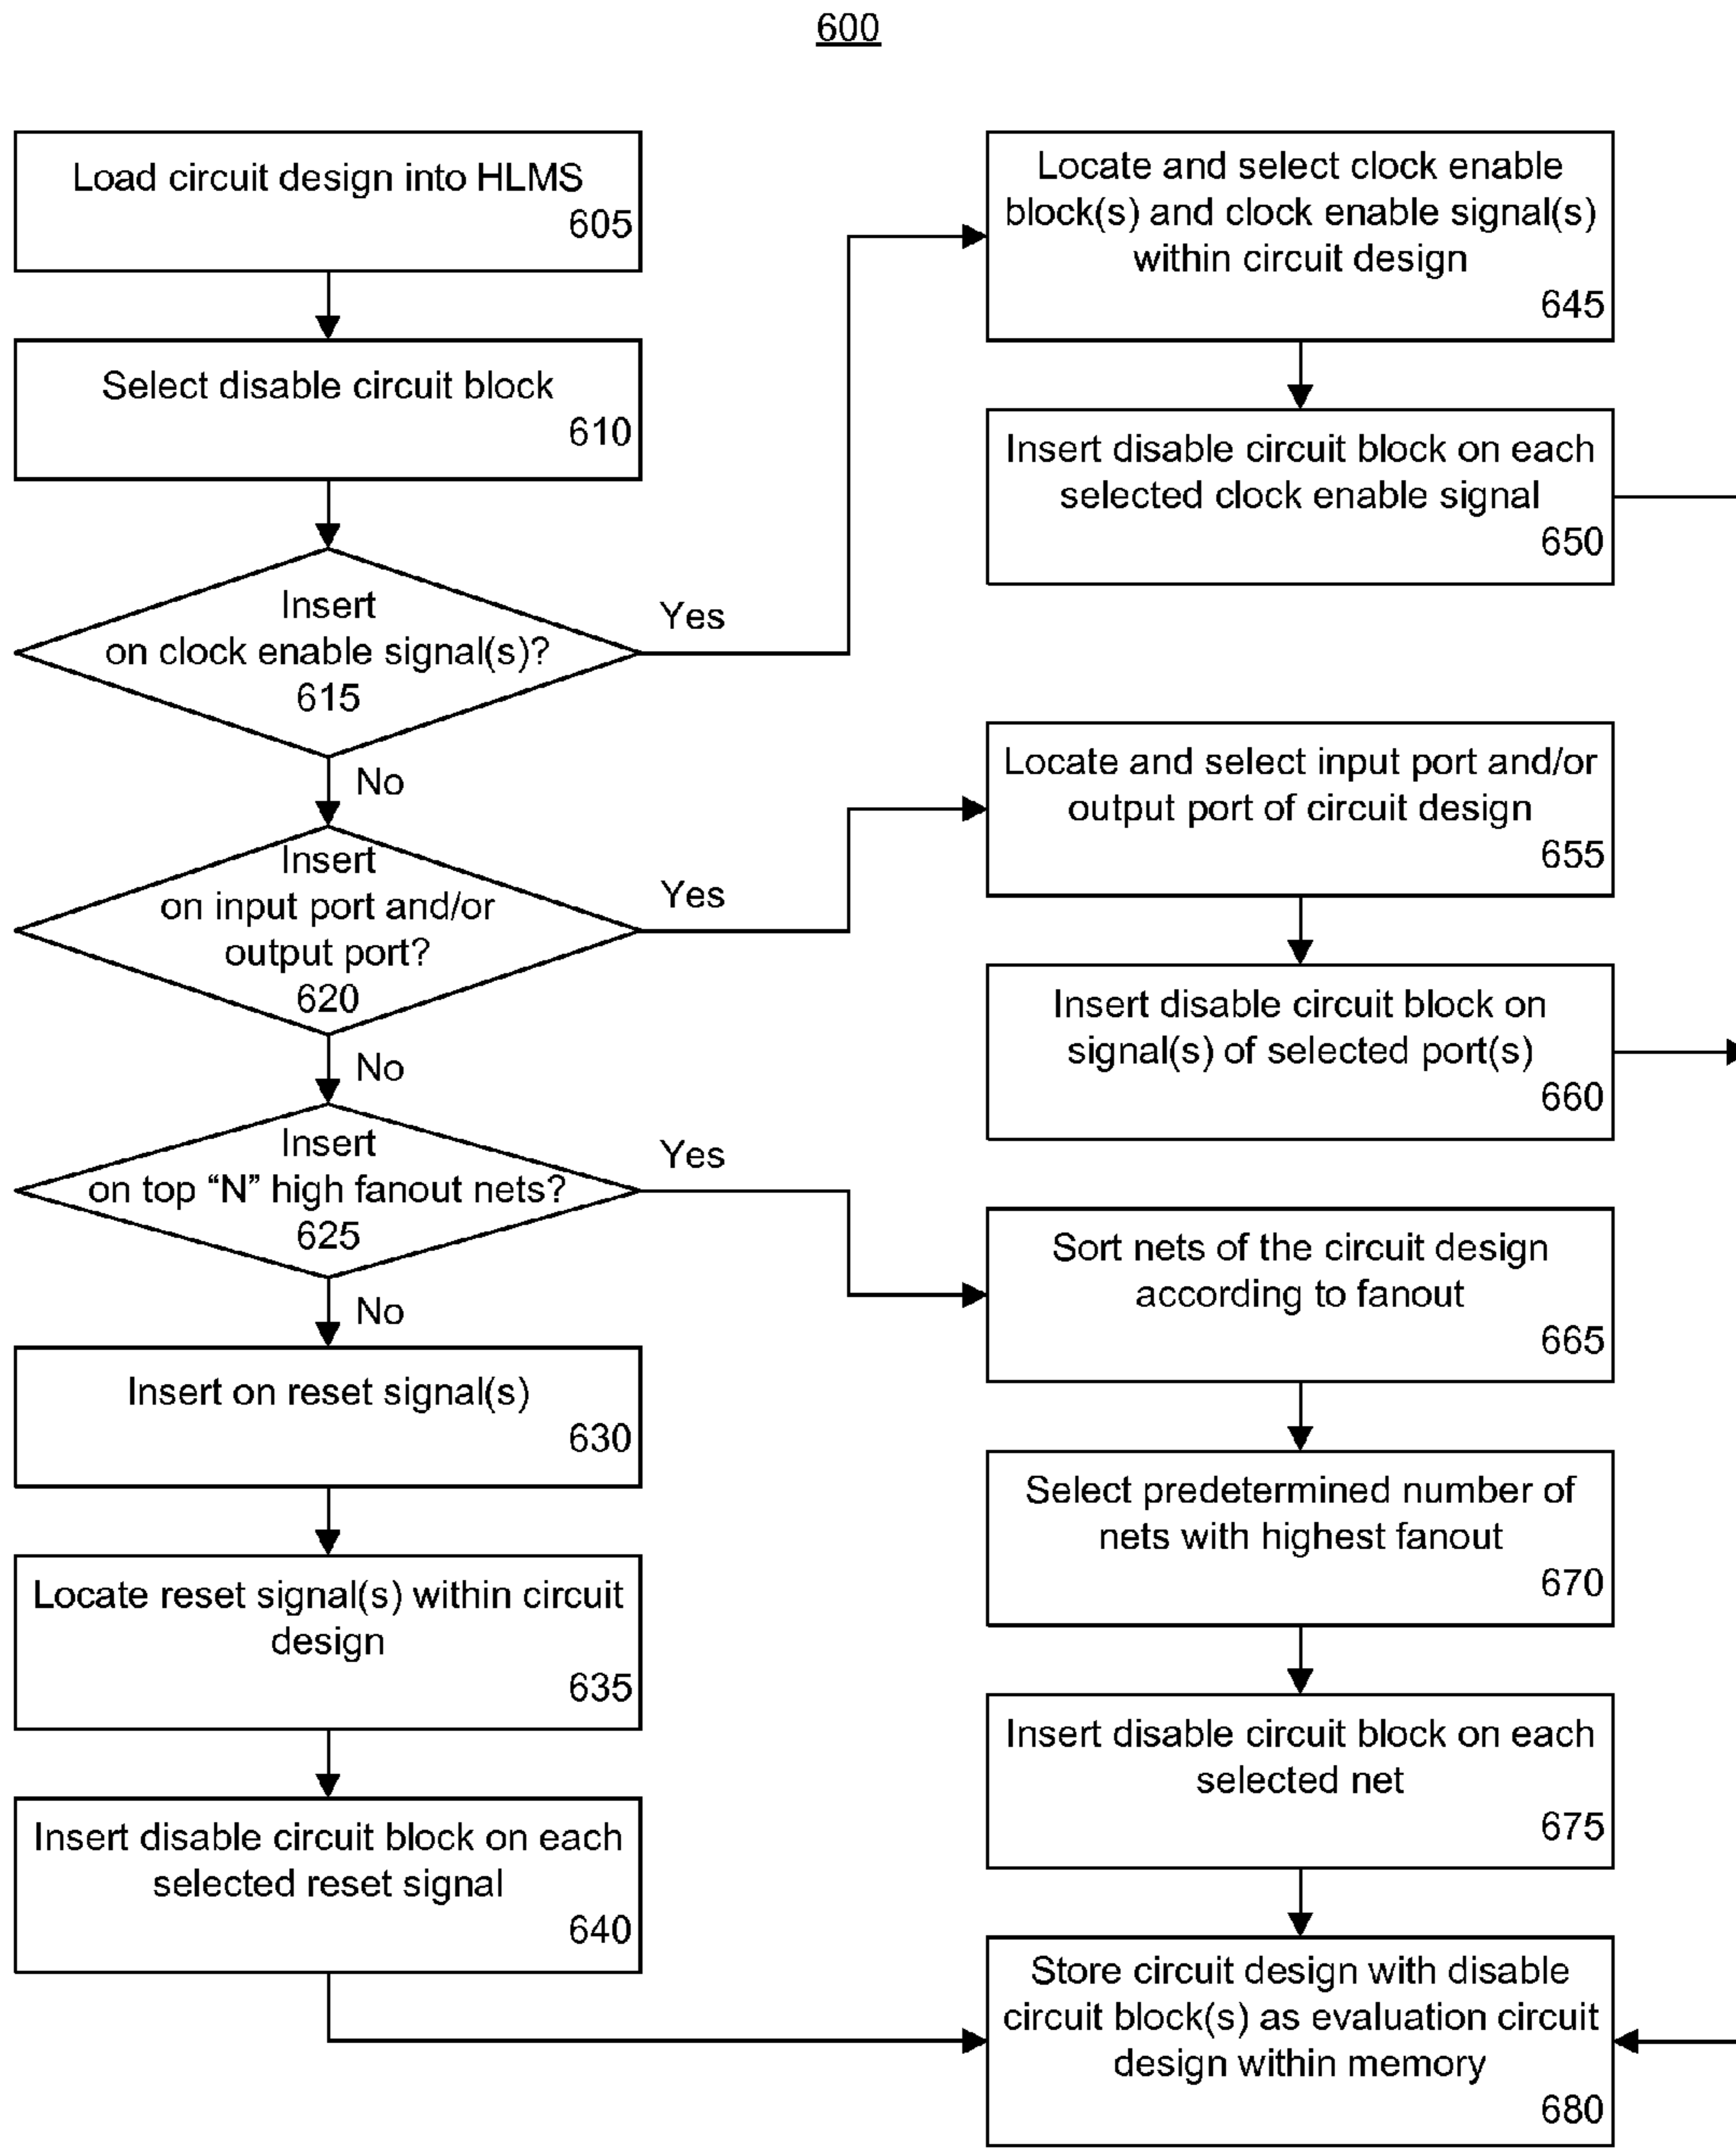 600
Load circuit design into HLMS
605
Select disable circuit block
610
Insert
on clock enable signal(s)?
615
Yes
No
Insert
on input port and/or
output port?
620
Yes
No
Insert
on top “N” high fanout nets?
625
Yes
No
Insert on reset signal(s)
630
Locate reset signal(s) within circuit
design
635
Insert disable circuit block on each
selected reset signal
640
Locate and select clock enable
block(s) and clock enable signal(s)
within circuit design
645
Insert disable circuit block on each
selected clock enable signal
650
Locate and select input port and/or
output port of circuit design
655
Insert disable circuit block on
signal(s) of selected port(s)
660
Sort nets of the circuit design
according to fanout
665
Select predetermined number of
nets with highest fanout
670
Insert disable circuit block on each
selected net
675
Store circuit design with disable
circuit block(s) as evaluation circuit
design within memory
680